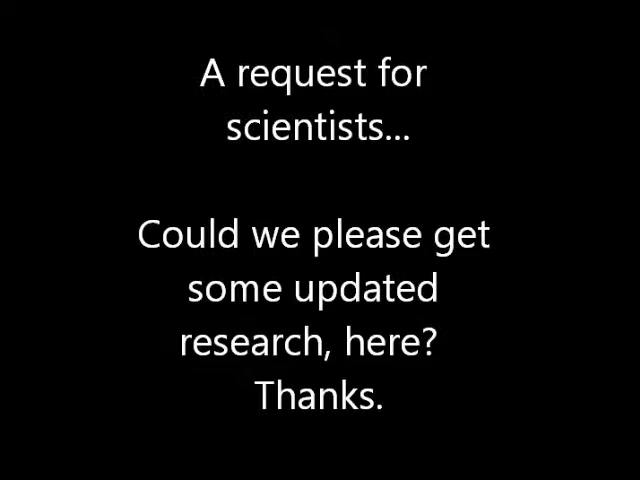 A request for
scientists...
Could we please get
some updated
research, here?
Thanks.